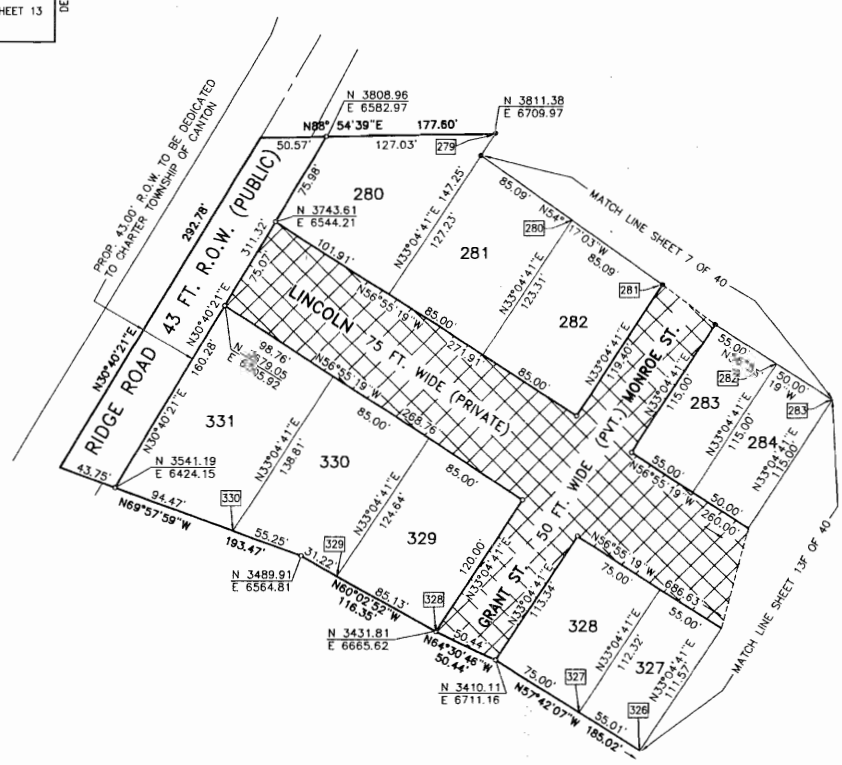 HEET 13
DE
PROP. 43.00' R.O.W. TO BE DEDICATED
TO CHARTER TOWNSHIP OF CANTON
N 3808.96
E 6582.97
N88° 54'39"E 177.60'
N 3811.38
E 6709.97
50.57'
127.03'
279
292.78'
43 FT. R.O.W. (PUBLIC)
RIDGE ROAD
N30°40'21"E
75.98'
280
N 3743.61
E 6544.21
311.32'
75.07'
N30°40'21"E
N33°04'41"E 147.25'
127.23'
85.09'
N54°17'03"W
85.09'
280
281
MATCH LINE SHEET 7 OF 40
281
282
N33°04'41"E
123.31'
N33°04'41"E
119.40'
101.91'
N56°55'19"W
85.00'
271.91'
85.00'
LINCOLN 75 FT. WIDE (PRIVATE)
MONROE ST.
(PVT.)
50 FT. WIDE
GRANT ST.
98.76'
N56°55'19"W
85.00'
268.76
85.00'
160.28'
N30°40'21"E
331
N33°04'41"E
138.81'
330
N33°04'41"E
124.64'
329
120.00'
N33°04'41"E
43.75'
N 3541.19
E 6424.15
94.47'
N69°57'59"W
193.47'
330
55.25'
31.22'
329
N 3489.91
E 6564.81
N60°02'52"W
116.35'
85.13'
328
N 3431.81
E 6665.62
50.44'
N64°30'46"W
50.44'
N 3410.11
E 6711.16
55.00'
282
19"W
50.00'
283
N33°04'41"E
115.00'
283
N33°04'41"E
115.00'
284
N33°04'41"E
115.00'
55.00'
N56°55'19"W
50.00'
260.00'
N56°55'19"W
75.00'
686.63'
55.00'
N33°04'41"E
113.34'
328
N33°04'41"E
112.32'
327
N33°04'41"E
111.57'
75.00'
N57°42'07"W
327
55.01'
185.02'
326
MATCH LINE SHEET 13F OF 40